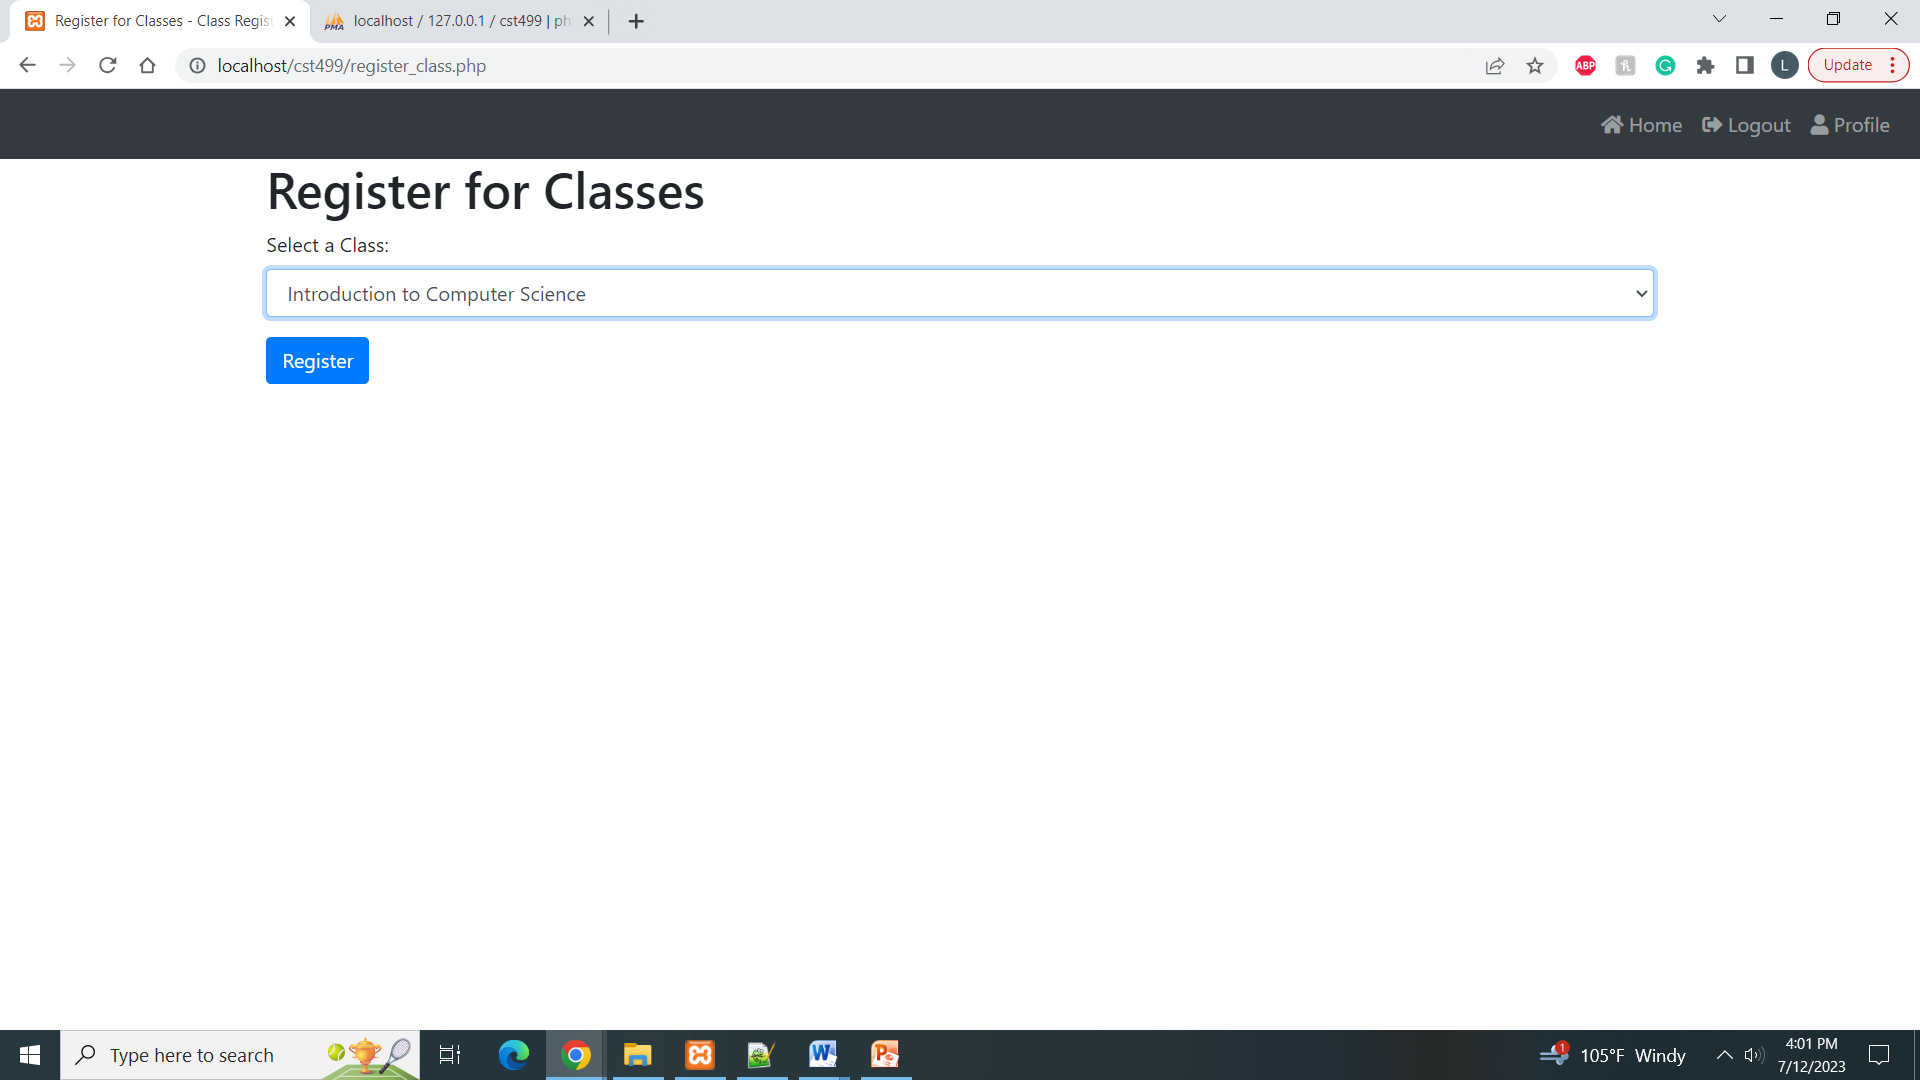 Register for Classes - Class Regist
localhost / 127.0.0.1 / cst499 | ph
localhost/cst499/register_class.php
ABP
L
Update
Home
Logout
Profile
Register for Classes
Select a Class:
Introduction to Computer Science
Register
Type here to search
1
105°F Windy
4:01 PM
7/12/2023